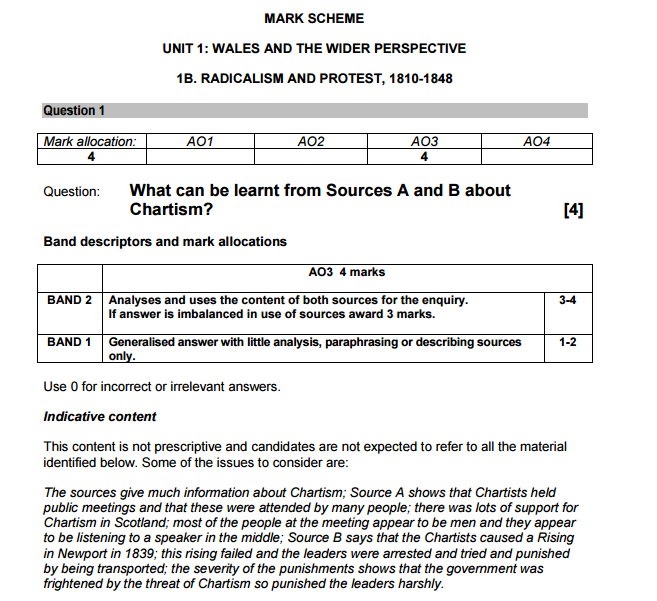 MARK SCHEME
UNIT 1: WALES AND THE WIDER PERSPECTIVE
1B. RADICALISM AND PROTEST, 1810-1848
Question 1
Mark allocation: AO1 AO2 AO3 AO4
4 4
Question: What can be learnt from Sources A and B about
Chartism? [4]
Band descriptors and mark allocations
AO3 4 marks
BAND 2 Analyses and uses the content of both sources for the enquiry. 3-4
If answer is imbalanced in use of sources award 3 marks.
BAND 1 Generalised answer with little analysis, paraphrasing or describing sources 1-2
only.
Use 0 for incorrect or irrelevant answers.
Indicative content
This content is not prescriptive and candidates are not expected to refer to all the material
identified below. Some of the issues to consider are:
The sources give much information about Chartism; Source A shows that Chartists held
public meetings and that these were attended by many people; there was lots of support for
Chartism in Scotland; most of the people at the meeting appear to be men and they appear
to be listening to a speaker in the middle; Source B says that the Chartists caused a Rising
in Newport in 1839; this rising failed and the leaders were arrested and tried and punished
by being transported; the severity of the punishments shows that the government was
frightened by the threat of Chartism so punished the leaders harshly.